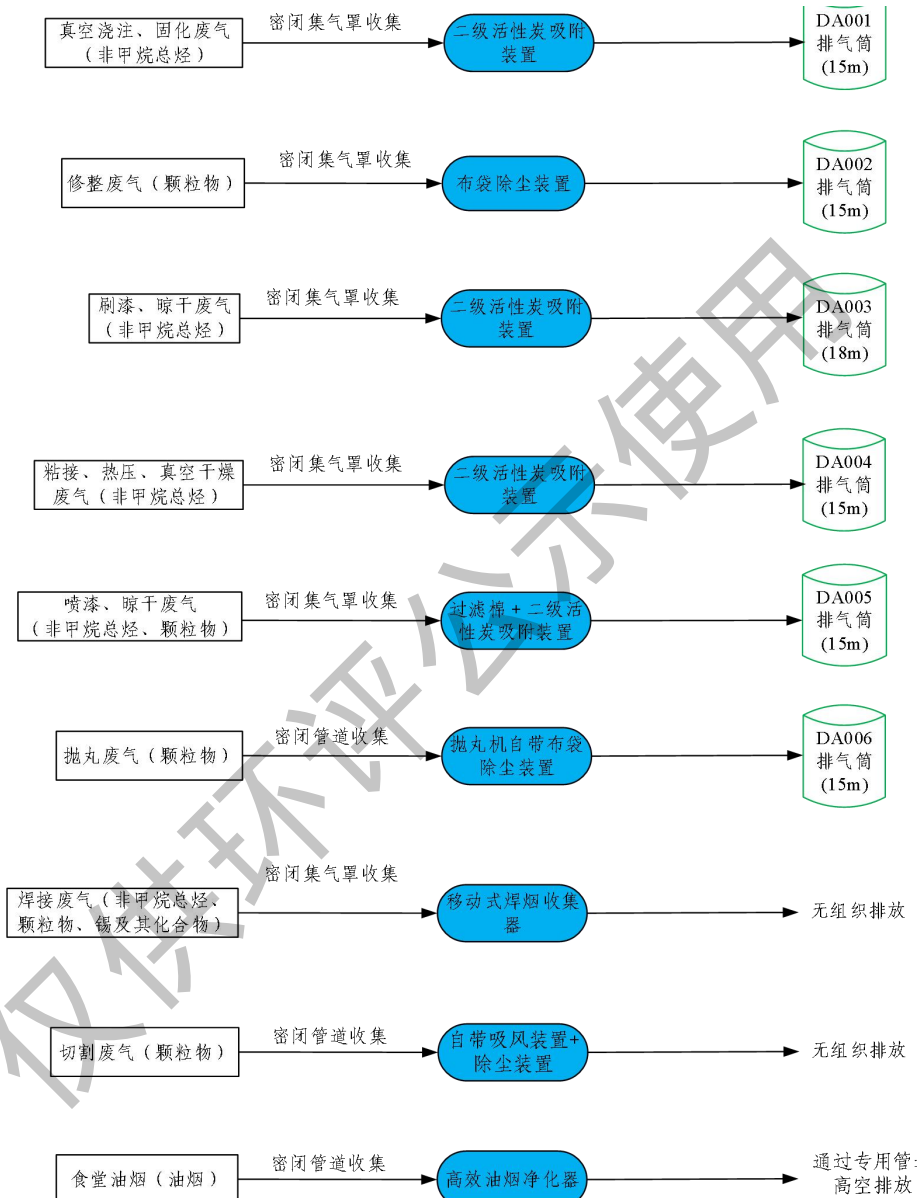 真空浇注、固化废气
（非甲烷总烃）
密闭集气罩收集
二级活性炭吸附
装置
DA001
排气筒
(15m)
修整废气（颗粒物）
密闭集气罩收集
布袋除尘装置
DA002
排气筒
(15m)
刷漆、晾干废气
（非甲烷总烃）
密闭集气罩收集
二级活性炭吸附
装置
DA003
排气筒
(18m)
粘接、热压、真空干燥
废气（非甲烷总烃）
密闭集气罩收集
二级活性炭吸附
装置
DA004
排气筒
(15m)
喷漆、晾干废气
（非甲烷总烃、颗粒物）
密闭集气罩收集
过滤棉+二级活
性炭吸附装置
DA005
排气筒
(15m)
抛丸废气（颗粒物）
密闭管道收集
抛丸机自带布袋
除尘装置
DA006
排气筒
(15m)
焊接废气（非甲烷总烃、
颗粒物、锡及其化合物）
密闭集气罩收集
移动式焊烟收集
器
无组织排放
切割废气（颗粒物）
密闭管道收集
自带吸风装置+
除尘装置
无组织排放
食堂油烟（油烟）
密闭管道收集
高效油烟净化器
通过专用管
高空排放
仅供环评公示使用